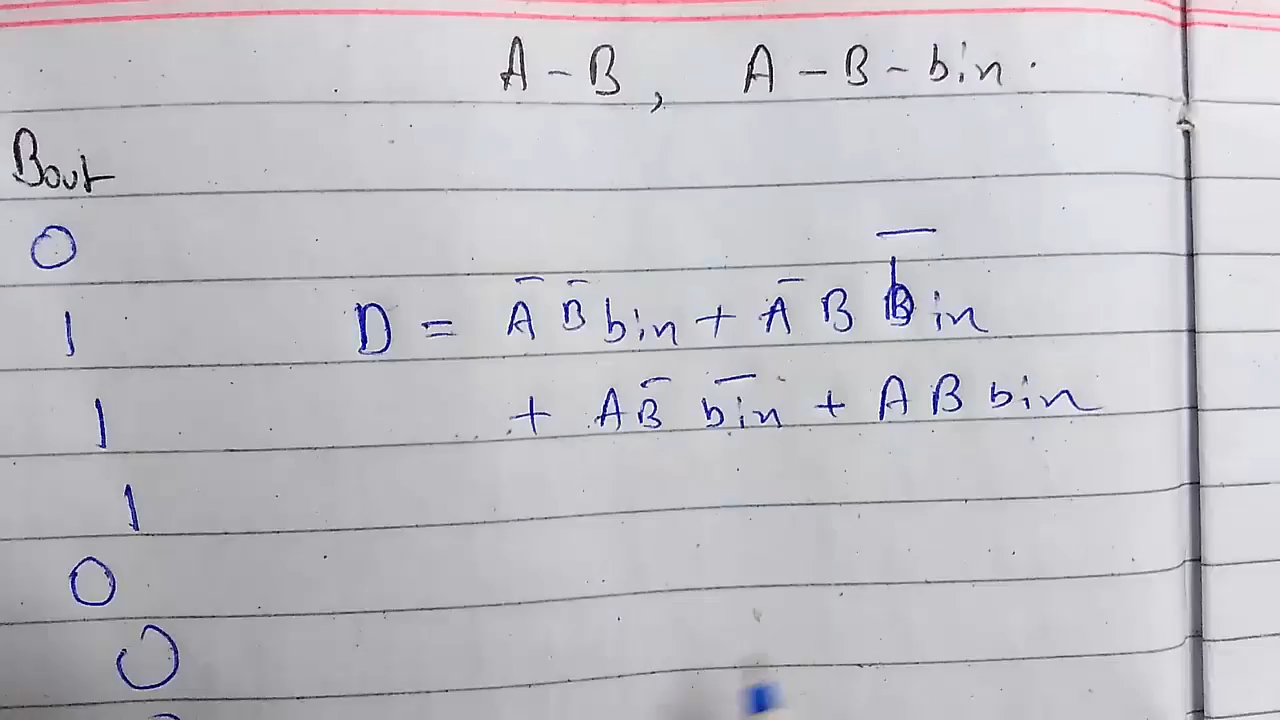 A - B, A - B - bin.
Bout
0
1 D = A̅ B̅ bin + A̅ B b̅i̅n
1 + A B̅ b̅i̅n + A B bin
1
0
0